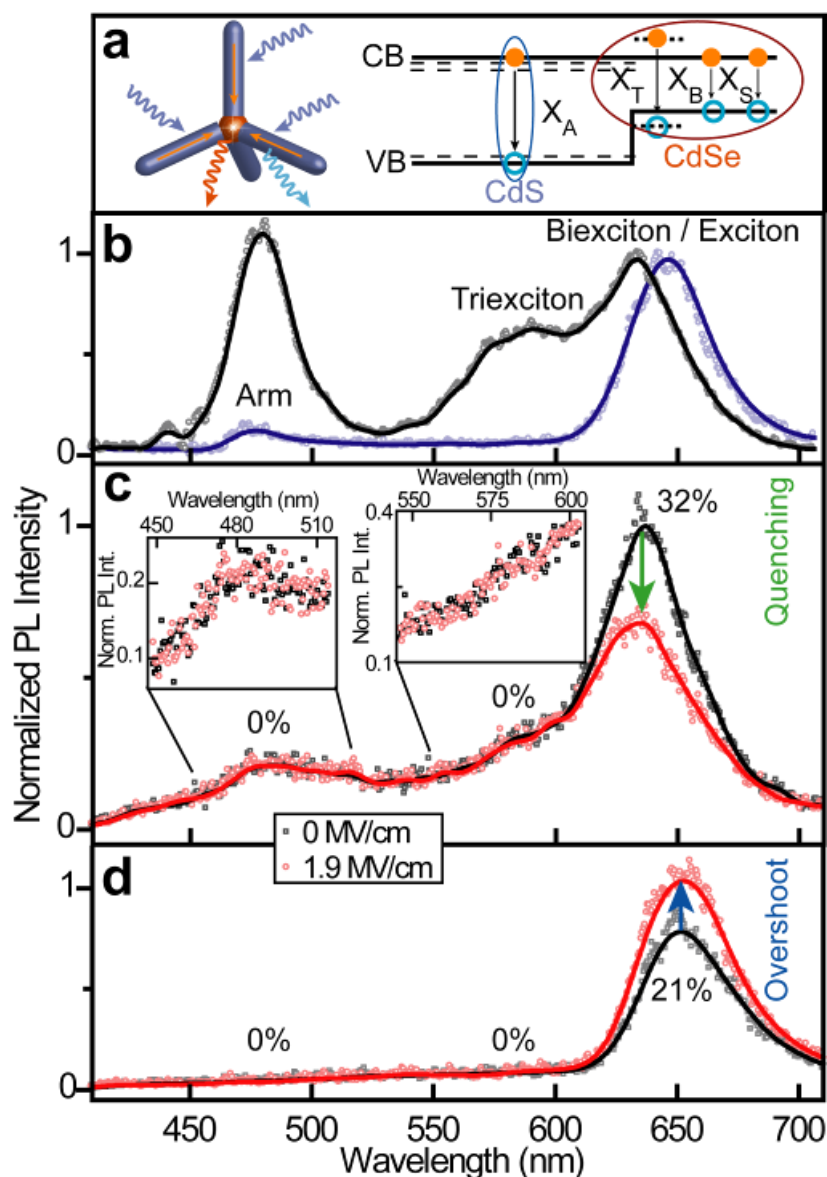 a
CB
X_T X_B X_S
X_A
VB
CdS
CdSe
b
1
Biexciton / Exciton
Triexciton
Arm
0
Normalized PL Intensity
c
Wavelength (nm)
450 480 510
Norm. PL Int.
0.2
0.1
Wavelength (nm)
550 575 600
Norm. PL Int.
0.4
0.1
1
32%
Quenching
0%
0%
0
0 MV/cm
1.9 MV/cm
d
1
Overshoot
21%
0%
0%
0
450 500 550 600 650 700
Wavelength (nm)